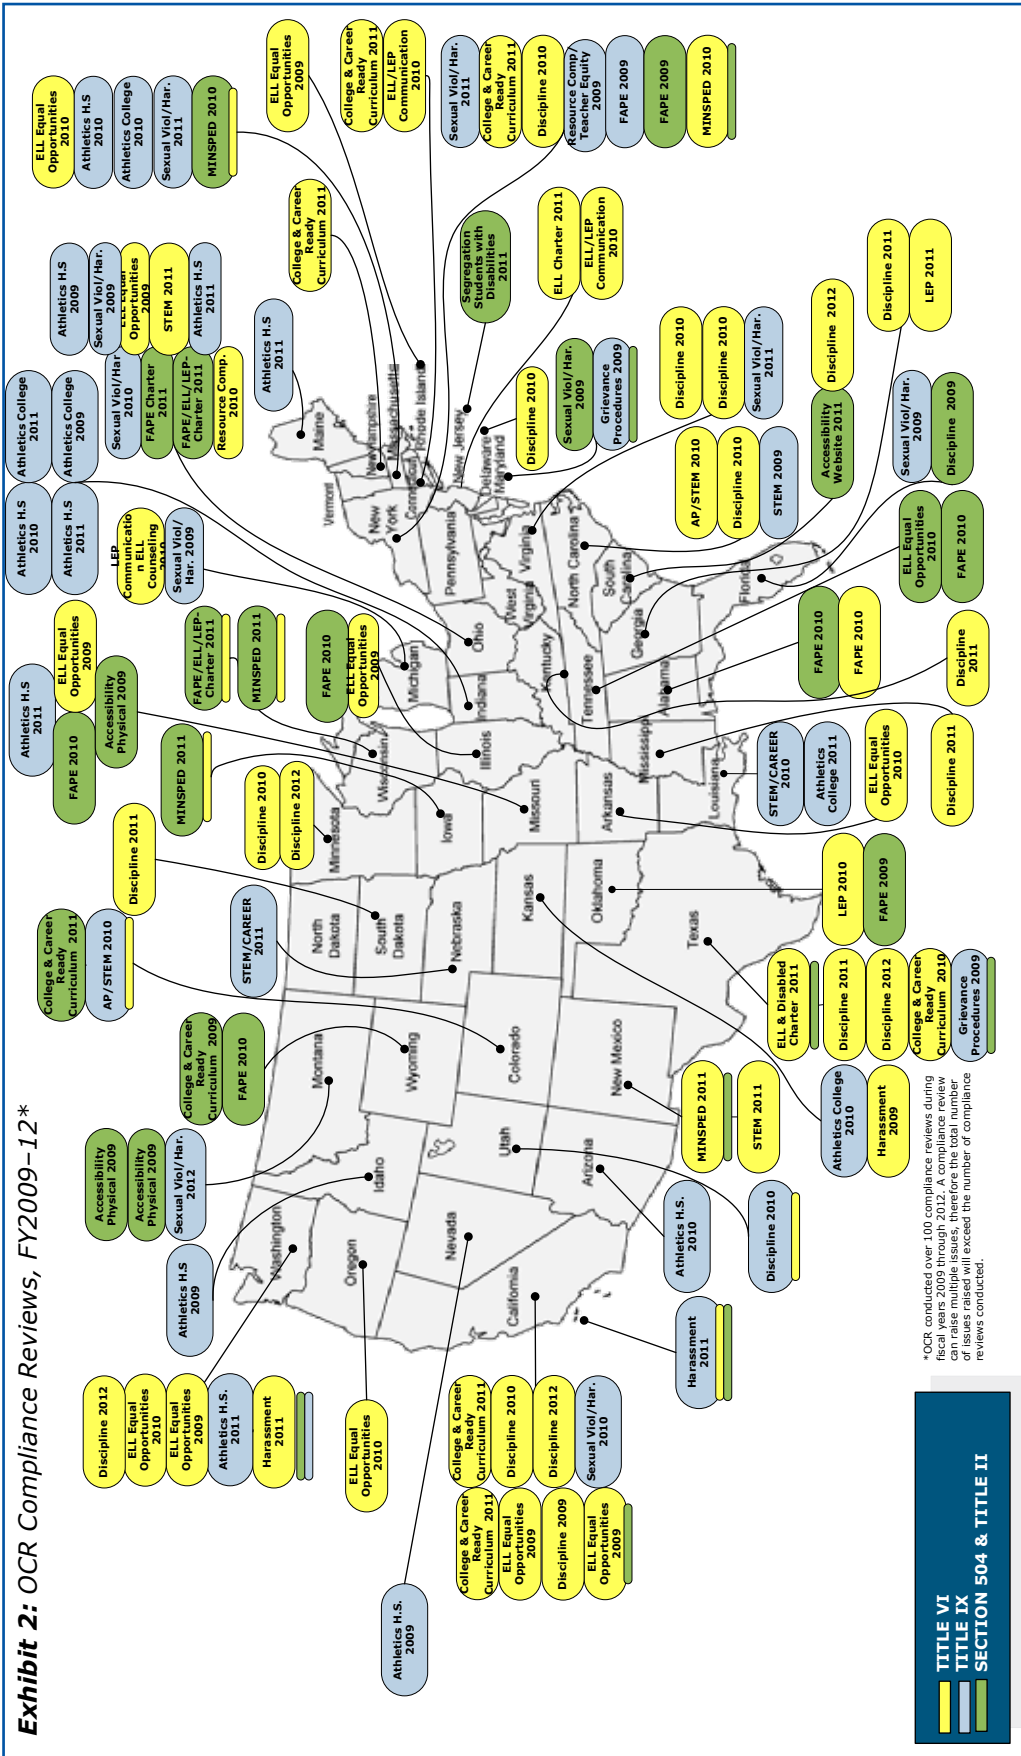 Exhibit 2: OCR Compliance Reviews, FY2009–12*
Discipline 2012
ELL Equal
Opportunities
2010
ELL Equal
Opportunities
2009
Athletics H.S.
2011
Harassment
2011
Athletics H.S
2009
Accessibility
Physical 2009
Accessibility
Physical 2009
Sexual Viol/Har.
2012
College & Career
Ready
Curriculum 2009
FAPE 2010
College & Career
Ready
Curriculum 2011
AP/STEM 2010
STEM/CAREER
2011
Discipline 2011
Discipline 2010
Discipline 2012
MINSPED 2011
Athletics H.S
2011
FAPE 2010
ELL Equal
Opportunities
2009
Accessibility
Physical 2009
FAPE/ELL/LEP-
Charter 2011
MINSPED 2011
FAPE 2010
ELL Equal
Opportunities
2009
Athletics H.S
2010
Athletics H.S
2011
Athletics College
2011
Athletics College
2009
LEP
Communicatio
n ELL
Counseling
2010
Sexual Viol/
Har. 2009
Athletics H.S
2009
Sexual Viol/Har.
2009
ELL Equal
Opportunities
2009
STEM 2011
Athletics H.S
2011
Sexual Viol/Har
2010
FAPE Charter
2011
FAPE/ELL/LEP-
Charter 2011
Resource Comp.
2010
ELL Equal
Opportunities
2010
Athletics H.S
2010
Athletics College
2010
Sexual Viol/Har.
2011
MINSPED 2010
Athletics H.S
2011
College & Career
Ready
Curriculum 2011
ELL Equal
Opportunities
2009
College & Career
Ready
Curriculum 2011
ELL/LEP
Communication
2010
Sexual Viol/Har.
2011
College & Career
Ready
Curriculum 2011
Discipline 2010
Resource Comp/
Teacher Equity
2009
FAPE 2009
FAPE 2009
MINSPED 2010
Segregation
Students with
Disabilities
2011
ELL Charter 2011
ELL/LEP
Communication
2010
Discipline 2010
Sexual Viol/Har.
2009
Grievance
Procedures 2009
Discipline 2010
Discipline 2010
Sexual Viol/Har.
2011
AP/STEM 2010
Discipline 2010
STEM 2009
Discipline 2012
Accessibility
Website 2011
Discipline 2011
LEP 2011
Sexual Viol/Har.
2009
Discipline 2009
ELL Equal
Opportunities
2010
FAPE 2010
FAPE 2010
FAPE 2010
Discipline
2011
Discipline 2011
STEM/CAREER
2010
Athletics
College 2011
ELL Equal
Opportunities
2010
LEP 2010
FAPE 2009
ELL & Disabled
Charter 2011
Discipline 2011
Discipline 2012
College & Career
Ready
Curriculum 2010
Grievance
Procedures 2009
Athletics College
2010
Harassment
2009
MINSPED 2011
STEM 2011
Athletics H.S.
2010
Discipline 2010
Harassment
2011
ELL Equal
Opportunities
2010
College & Career
Ready
Curriculum 2011
Discipline 2010
Discipline 2012
Sexual Viol/Har.
2010
College & Career
Ready
Curriculum 2011
ELL Equal
Opportunities
2009
Discipline 2009
ELL Equal
Opportunities
2009
Athletics H.S.
2009
Washington
Oregon
California
Nevada
Idaho
Montana
Wyoming
Utah
Arizona
Colorado
New Mexico
North
Dakota
South
Dakota
Nebraska
Kansas
Oklahoma
Texas
Minnesota
Iowa
Missouri
Arkansas
Louisiana
Wisconsin
Illinois
Mississippi
Michigan
Indiana
Kentucky
Tennessee
Alabama
Ohio
West
Virginia
Georgia
Florida
South
Carolina
North Carolina
Virginia
Pennsylvania
New
York
Vermont
Maine
New Hampshire
Massachusetts
Rhode Island
New Jersey
Delaware
Maryland
*OCR conducted over 100 compliance reviews during
fiscal years 2009 through 2012. A compliance review
can raise multiple issues, therefore the total number
of issues raised will exceed the number of compliance
reviews conducted.
TITLE VI
TITLE IX
SECTION 504 & TITLE II